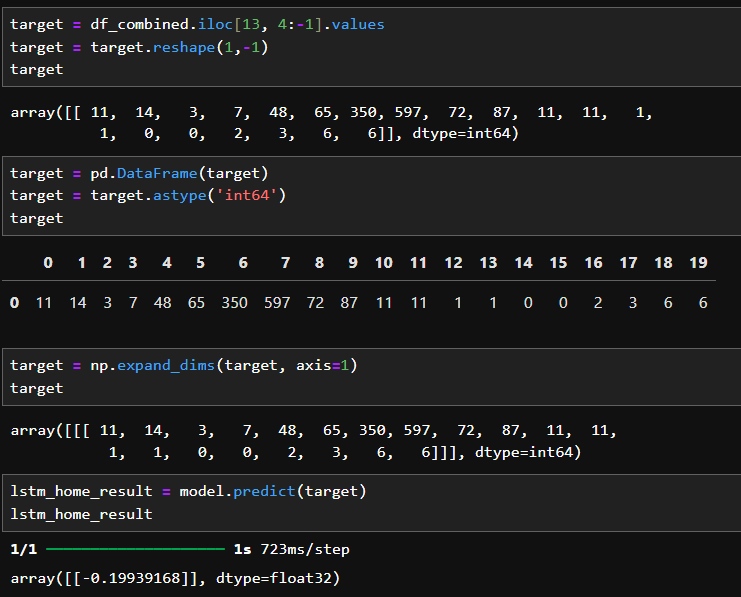 target = df_combined.iloc[13, 4:-1].values
target = target.reshape(1,-1)
target
array([[ 11,  14,   3,   7,  48,  65, 350, 597,  72,  87,  11,  11,   1,
          1,   0,   0,   2,   3,   6,   6]], dtype=int64)
target = pd.DataFrame(target)
target = target.astype('int64')
target
0 1 2 3 4 5 6 7 8 9 10 11 12 13 14 15 16 17 18 19
0 11 14 3 7 48 65 350 597 72 87 11 11 1 1 0 0 2 3 6 6
target = np.expand_dims(target, axis=1)
target
array([[[ 11,  14,   3,   7,  48,  65, 350, 597,  72,  87,  11,  11,
           1,   1,   0,   0,   2,   3,   6,   6]]], dtype=int64)
lstm_home_result = model.predict(target)
lstm_home_result
1/1 1s 723ms/step
array([[-0.19939168]], dtype=float32)